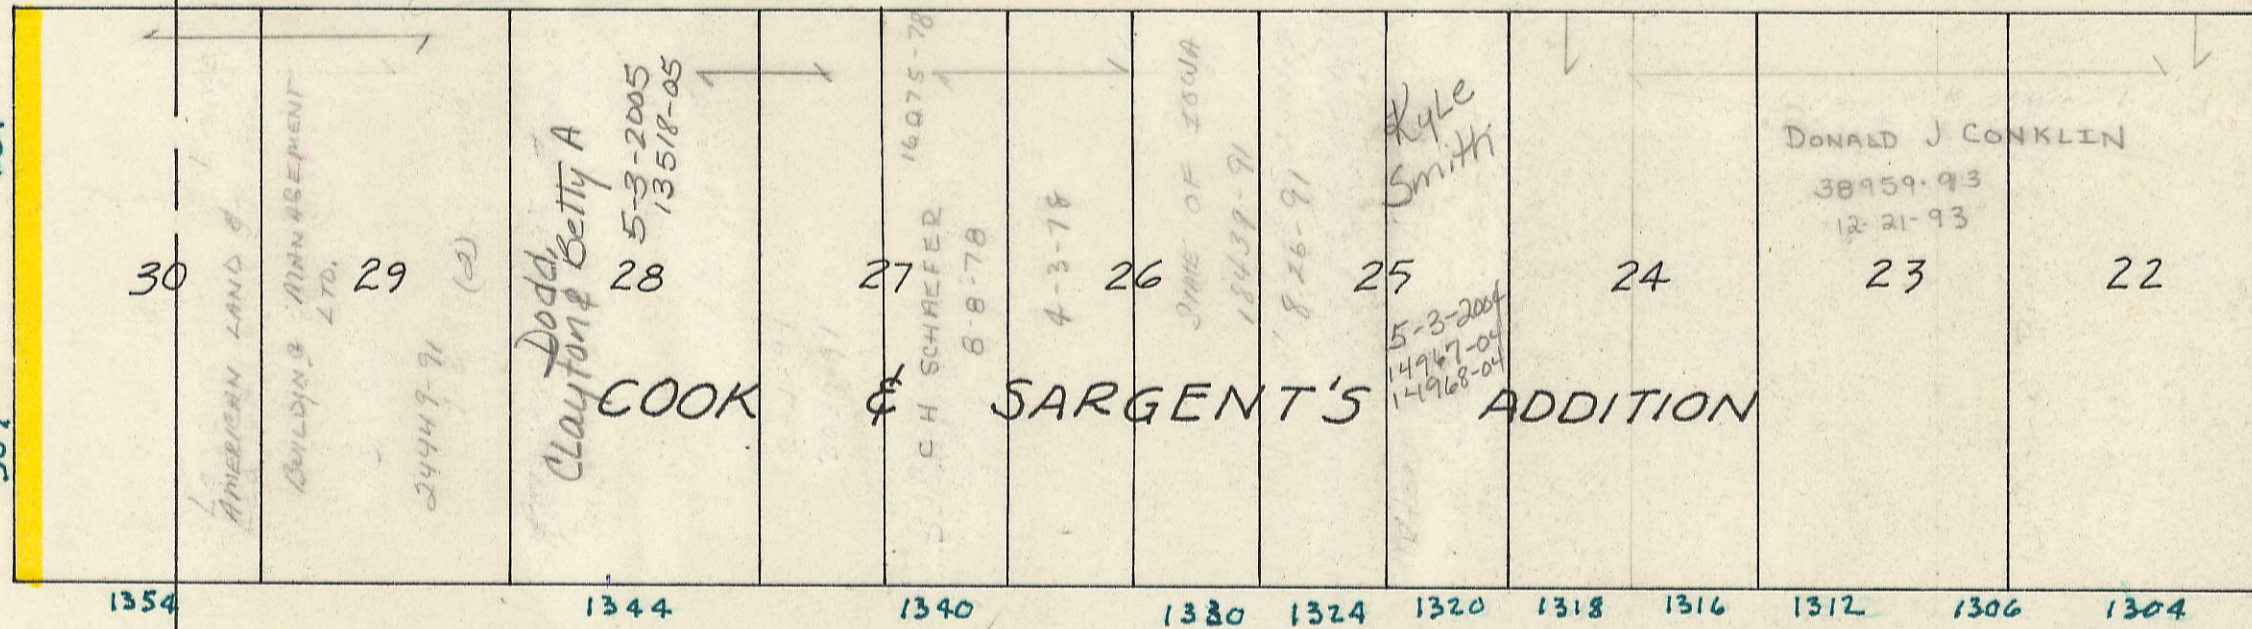 AMERICAN LAND &
BUILDING MANAGEMENT
LTD.
24449-91
(2)
Dodd,
Clayton & Betty A
5-3-2005
13518-05
C H SCHAEFER 16275-78
8-8-78
4-3-78
STATE OF IOWA
18439-91
8-26-91
Kyle
Smith
5-3-2004
14967-04
14968-04
DONALD J CONKLIN
38959-93
12-21-93
30 29 28 27 26 25 24 23 22
COOK & SARGENT'S ADDITION
1354 1344 1340 1330 1324 1320 1318 1316 1312 1306 1304